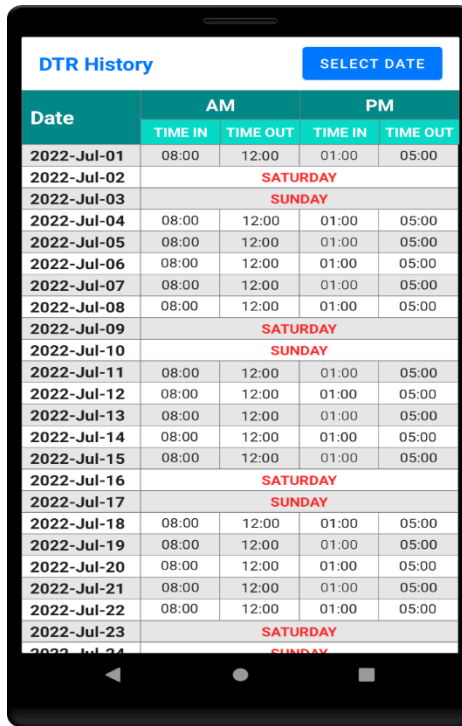 DTR History SELECT DATE
Date AM PM
TIME IN TIME OUT TIME IN TIME OUT
2022-Jul-01 08:00 12:00 01:00 05:00
2022-Jul-02 SATURDAY
2022-Jul-03 SUNDAY
2022-Jul-04 08:00 12:00 01:00 05:00
2022-Jul-05 08:00 12:00 01:00 05:00
2022-Jul-06 08:00 12:00 01:00 05:00
2022-Jul-07 08:00 12:00 01:00 05:00
2022-Jul-08 08:00 12:00 01:00 05:00
2022-Jul-09 SATURDAY
2022-Jul-10 SUNDAY
2022-Jul-11 08:00 12:00 01:00 05:00
2022-Jul-12 08:00 12:00 01:00 05:00
2022-Jul-13 08:00 12:00 01:00 05:00
2022-Jul-14 08:00 12:00 01:00 05:00
2022-Jul-15 08:00 12:00 01:00 05:00
2022-Jul-16 SATURDAY
2022-Jul-17 SUNDAY
2022-Jul-18 08:00 12:00 01:00 05:00
2022-Jul-19 08:00 12:00 01:00 05:00
2022-Jul-20 08:00 12:00 01:00 05:00
2022-Jul-21 08:00 12:00 01:00 05:00
2022-Jul-22 08:00 12:00 01:00 05:00
2022-Jul-23 SATURDAY
2022-Jul-24 SUNDAY